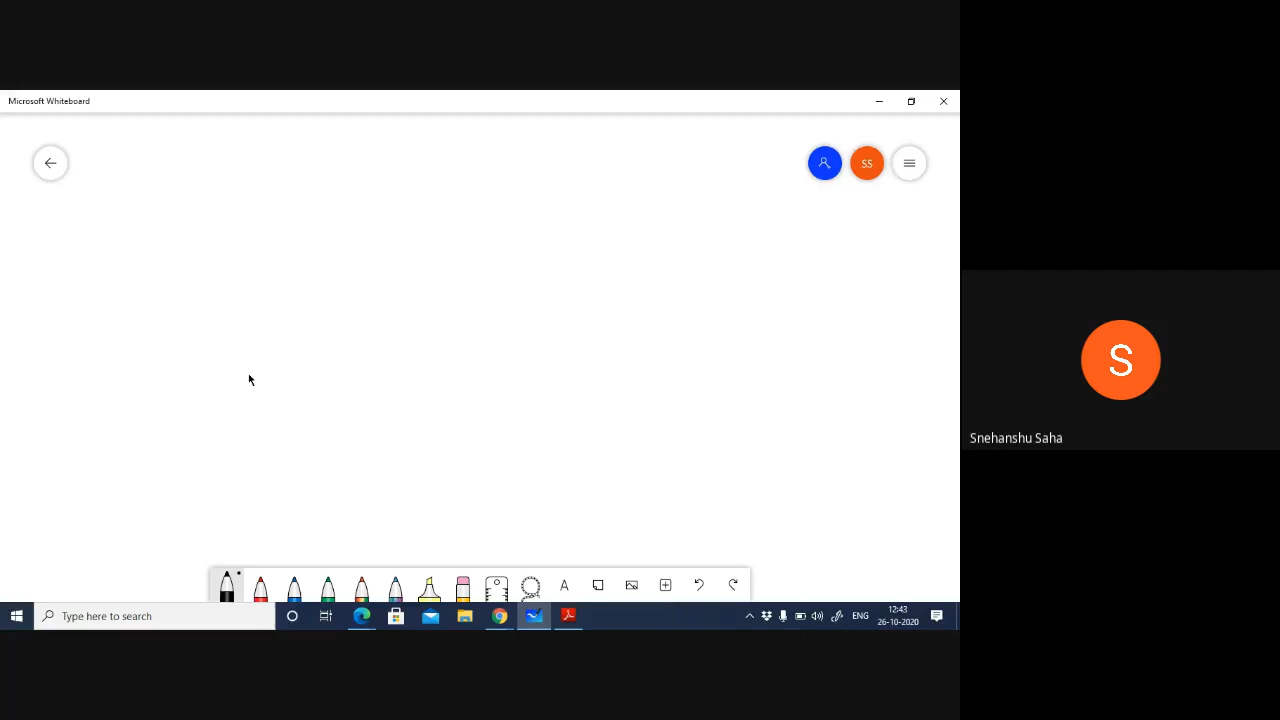 Microsoft Whiteboard
SS
S
Snehanshu Saha
A
Type here to search
ENG
12:43
26-10-2020